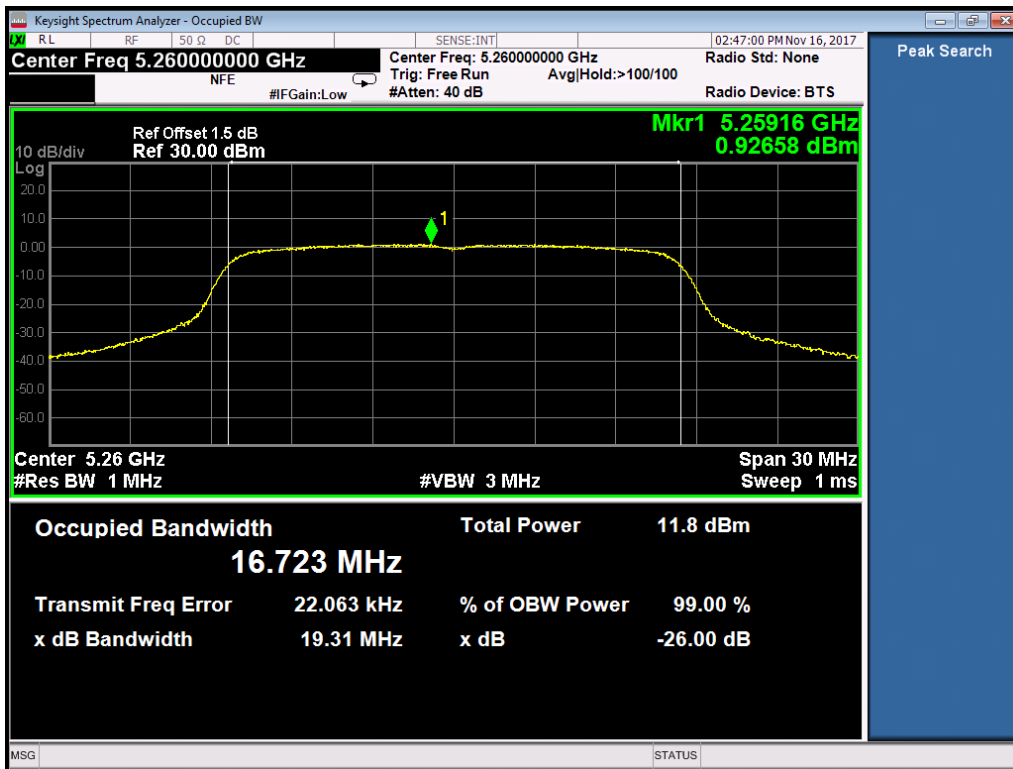 Keysight Spectrum Analyzer - Occupied BW
LXI RL RF 50 Ω DC SENSE:INT 02:47:00 PM Nov 16, 2017
Center Freq 5.260000000 GHz
NFE
#IFGain:Low
Center Freq: 5.260000000 GHz
Trig: Free Run Avg|Hold:>100/100
#Atten: 40 dB
Radio Std: None
Radio Device: BTS
Peak Search
Mkr1 5.25916 GHz
0.92658 dBm
Ref Offset 1.5 dB
10 dB/div Ref 30.00 dBm
Log
20.0
10.0
1
0.00
-10.0
-20.0
-30.0
-40.0
-50.0
-60.0
Center 5.26 GHz Span 30 MHz
#Res BW 1 MHz #VBW 3 MHz Sweep 1 ms
Occupied Bandwidth Total Power 11.8 dBm
16.723 MHz
Transmit Freq Error 22.063 kHz % of OBW Power 99.00 %
x dB Bandwidth 19.31 MHz x dB -26.00 dB
MSG STATUS